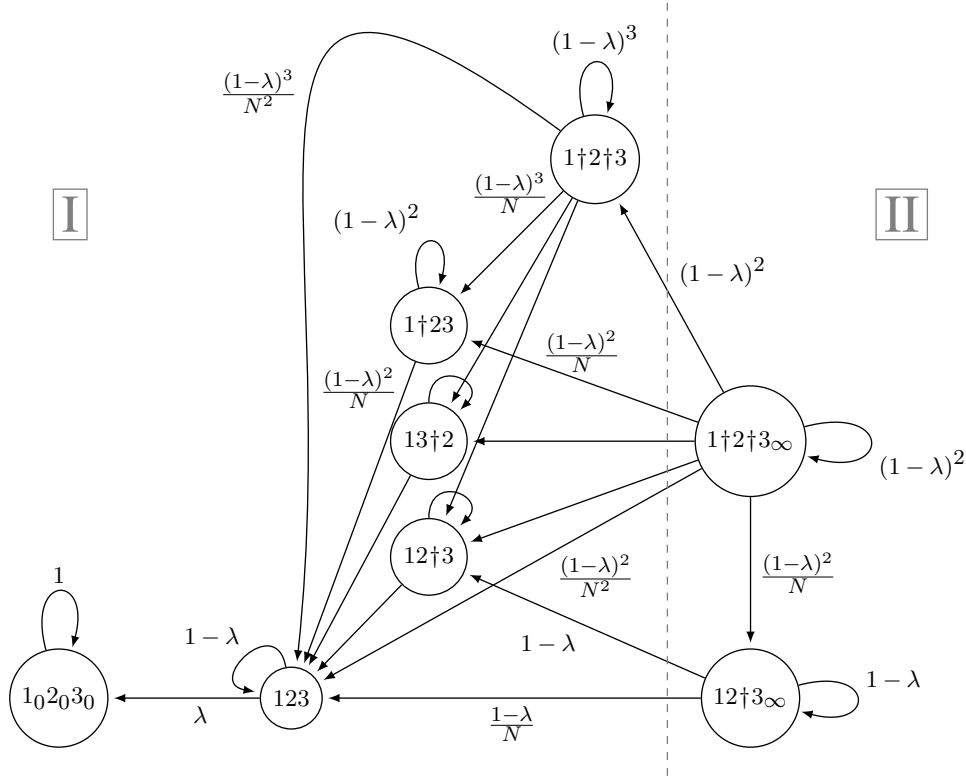 (1 − λ)³
(1−λ)³/N²
1†2†3
(1−λ)³/N
I
II
(1 − λ)²
(1 − λ)²
1†23
(1−λ)²/N
(1−λ)²/N
13†2
1†2†3∞
(1 − λ)²
12†3
(1−λ)²/N²
(1−λ)²/N
1
1 − λ
1 − λ
1 − λ
1₀2₀3₀
123
12†3∞
λ
1−λ/N